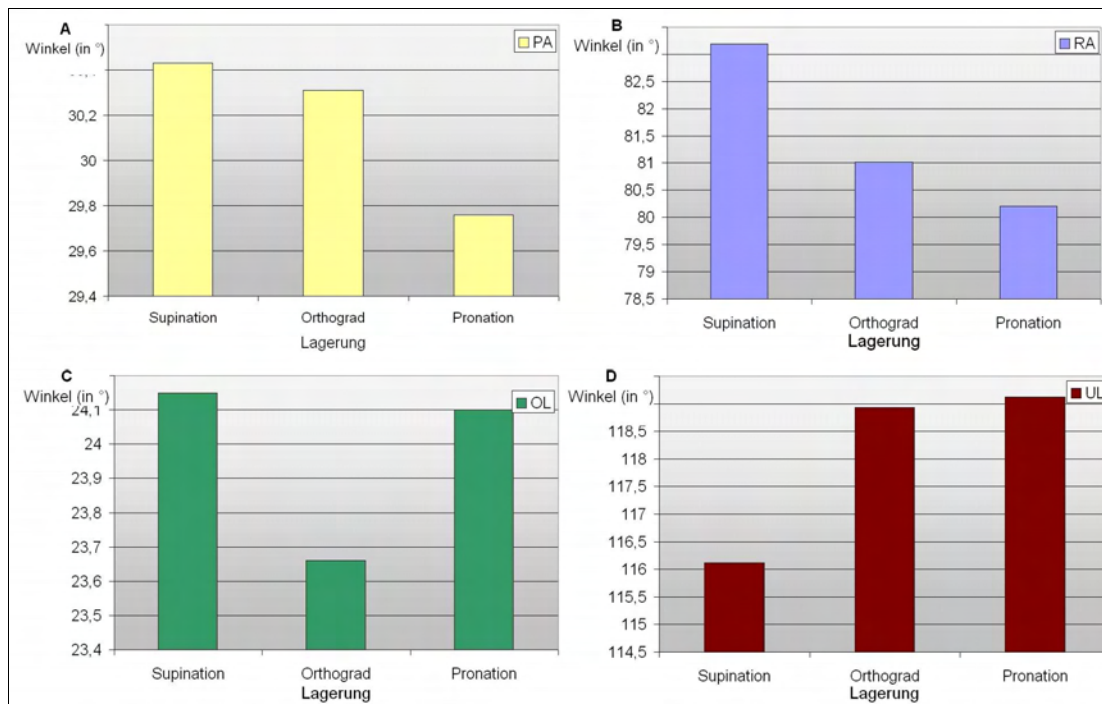 A
Winkel (in °)
PA
30,2
30
29,8
29,6
29,4
Supination Orthograd Pronation
Lagerung
B
Winkel (in °)
RA
82,5
82
81,5
81
80,5
80
79,5
79
78,5
Supination Orthograd Pronation
Lagerung
C
Winkel (in °)
OL
24,1
24
23,9
23,8
23,7
23,6
23,5
23,4
Supination Orthograd Pronation
Lagerung
D
Winkel (in °)
UL
118,5
118
117,5
117
116,5
116
115,5
115
114,5
Supination Orthograd Pronation
Lagerung